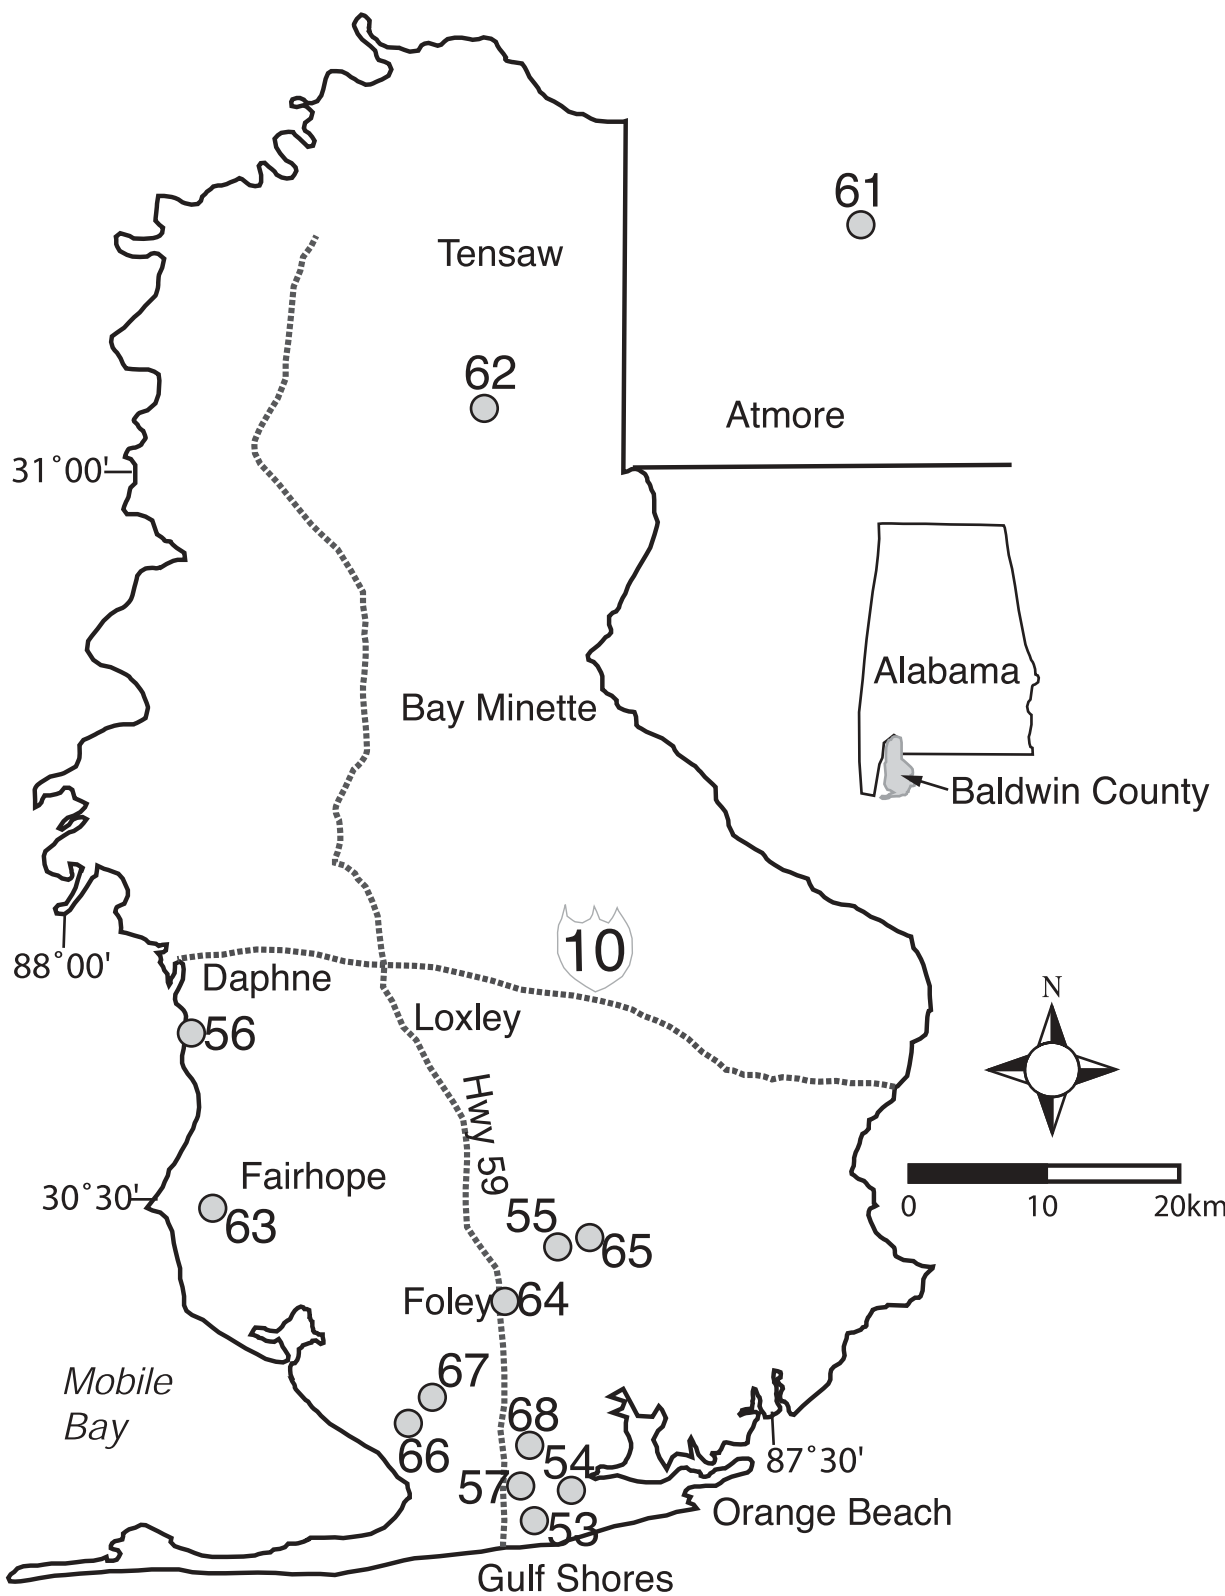 61
Tensaw
62
Atmore
31°00'
Alabama
Bay Minette
Baldwin County
10
88°00'
Daphne
N
Loxley
56
Hwy 59
Fairhope
30°30'
0 10 20km
63
55
65
Foley
64
Mobile
Bay
67
68
66
54
87°30'
57
Orange Beach
53
Gulf Shores